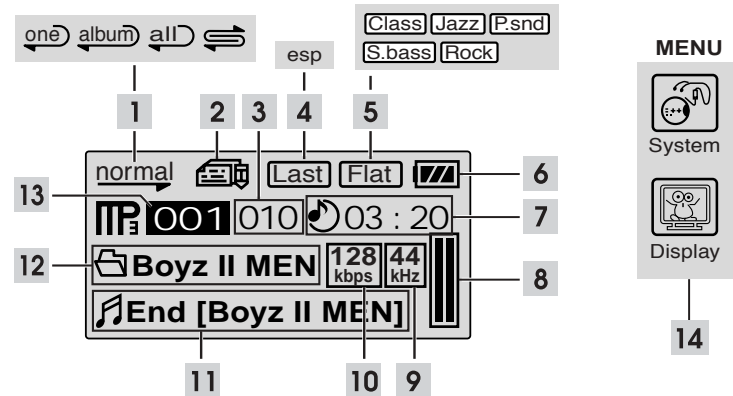 one album all
esp
Class Jazz P.snd
S.bass Rock
MENU
System
Display
14
1 2 3 4 5
normal Last Flat
6
13
MP3 001 010 03 : 20
7
12
Boyz II MEN 128 kbps 44 kHz
8
End [Boyz II MEN]
11 10 9